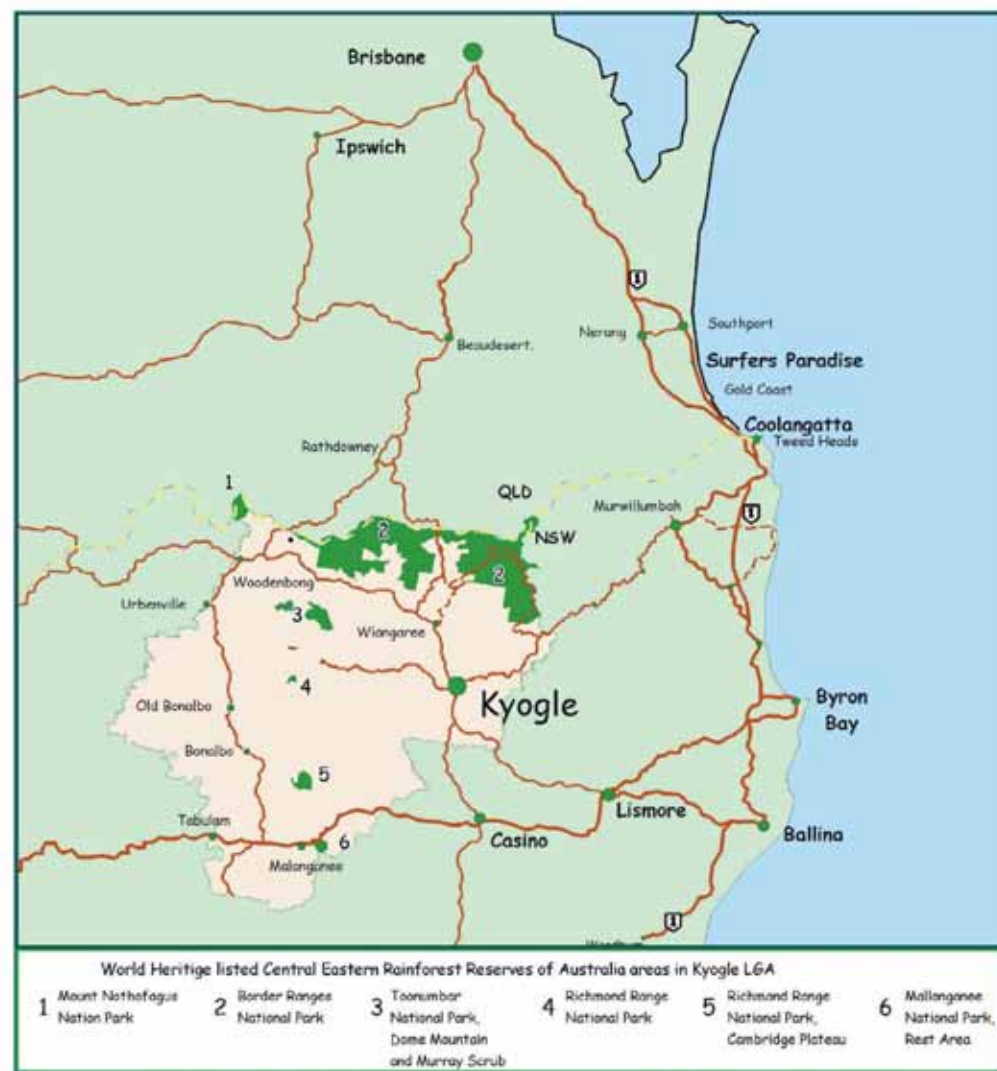 Brisbane
Ipswich
1
Nerang
Southport
Beaudesert.
Surfers Paradise
Gold Coast
Coolangatta
Tweed Heads
Rathdowney
1
QLD
Murwillumbah
1
2
NSW
Woodenbong
2
Urbenville
3
Wiangaree
4
Kyogle
Old Bonalbo
Byron
Bay
Bonalbo
5
Lismore
Tabulam
Casino
Ballina
6
Malanganee
1
World Heritige listed Central Eastern Rainforest Reserves of Australia areas in Kyogle LGA
1 Mount Nothofagus
Nation Park
2 Border Ranges
National Park
3 Toonumbar
National Park,
Dome Mountain
and Murray Scrub
4 Richmond Range
National Park
5 Richmond Range
National Park,
Cambridge Plateau
6 Mallanganee
National Park,
Rest Area